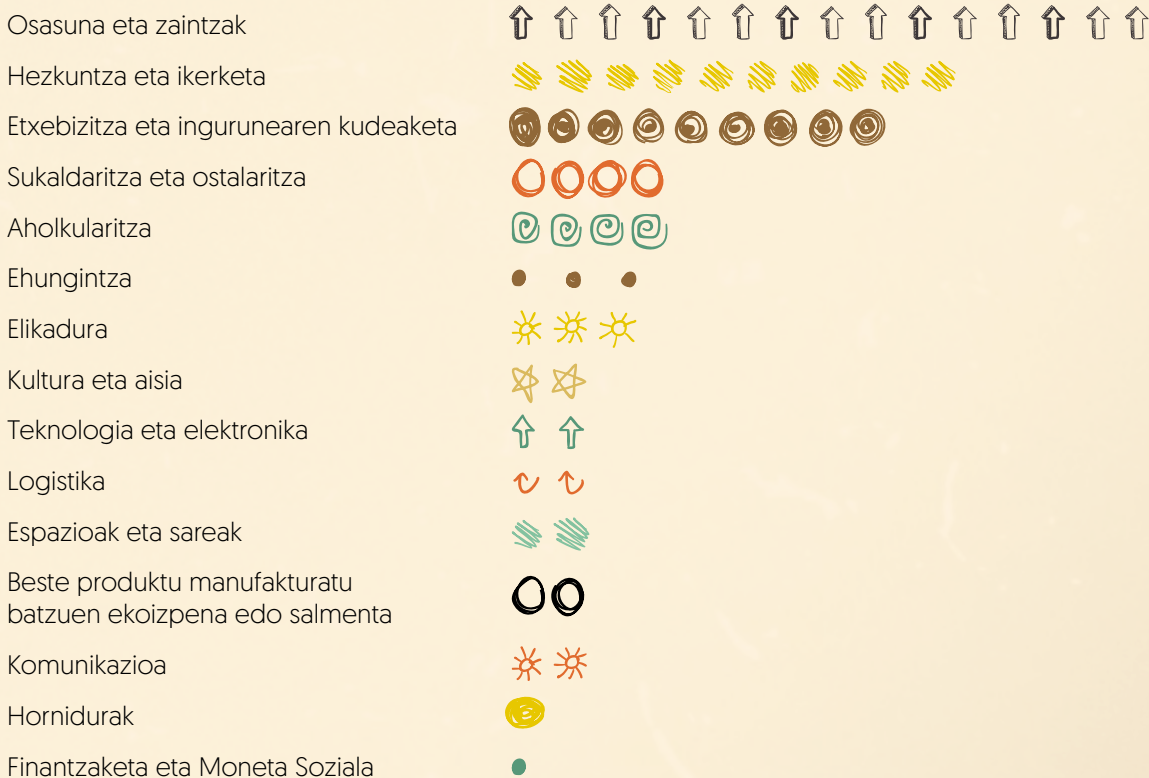 Osasuna eta zaintzak
Hezkuntza eta ikerketa
Etxebizitza eta ingurunearen kudeaketa
Sukaldaritza eta ostalaritza
Aholkularitza
Ehungintza
Elikadura
Kultura eta aisia
Teknologia eta elektronika
Logistika
Espazioak eta sareak
Beste produktu manufakturatu
batzuen ekoizpena edo salmenta
Komunikazioa
Hornidurak
Finantzaketa eta Moneta Soziala